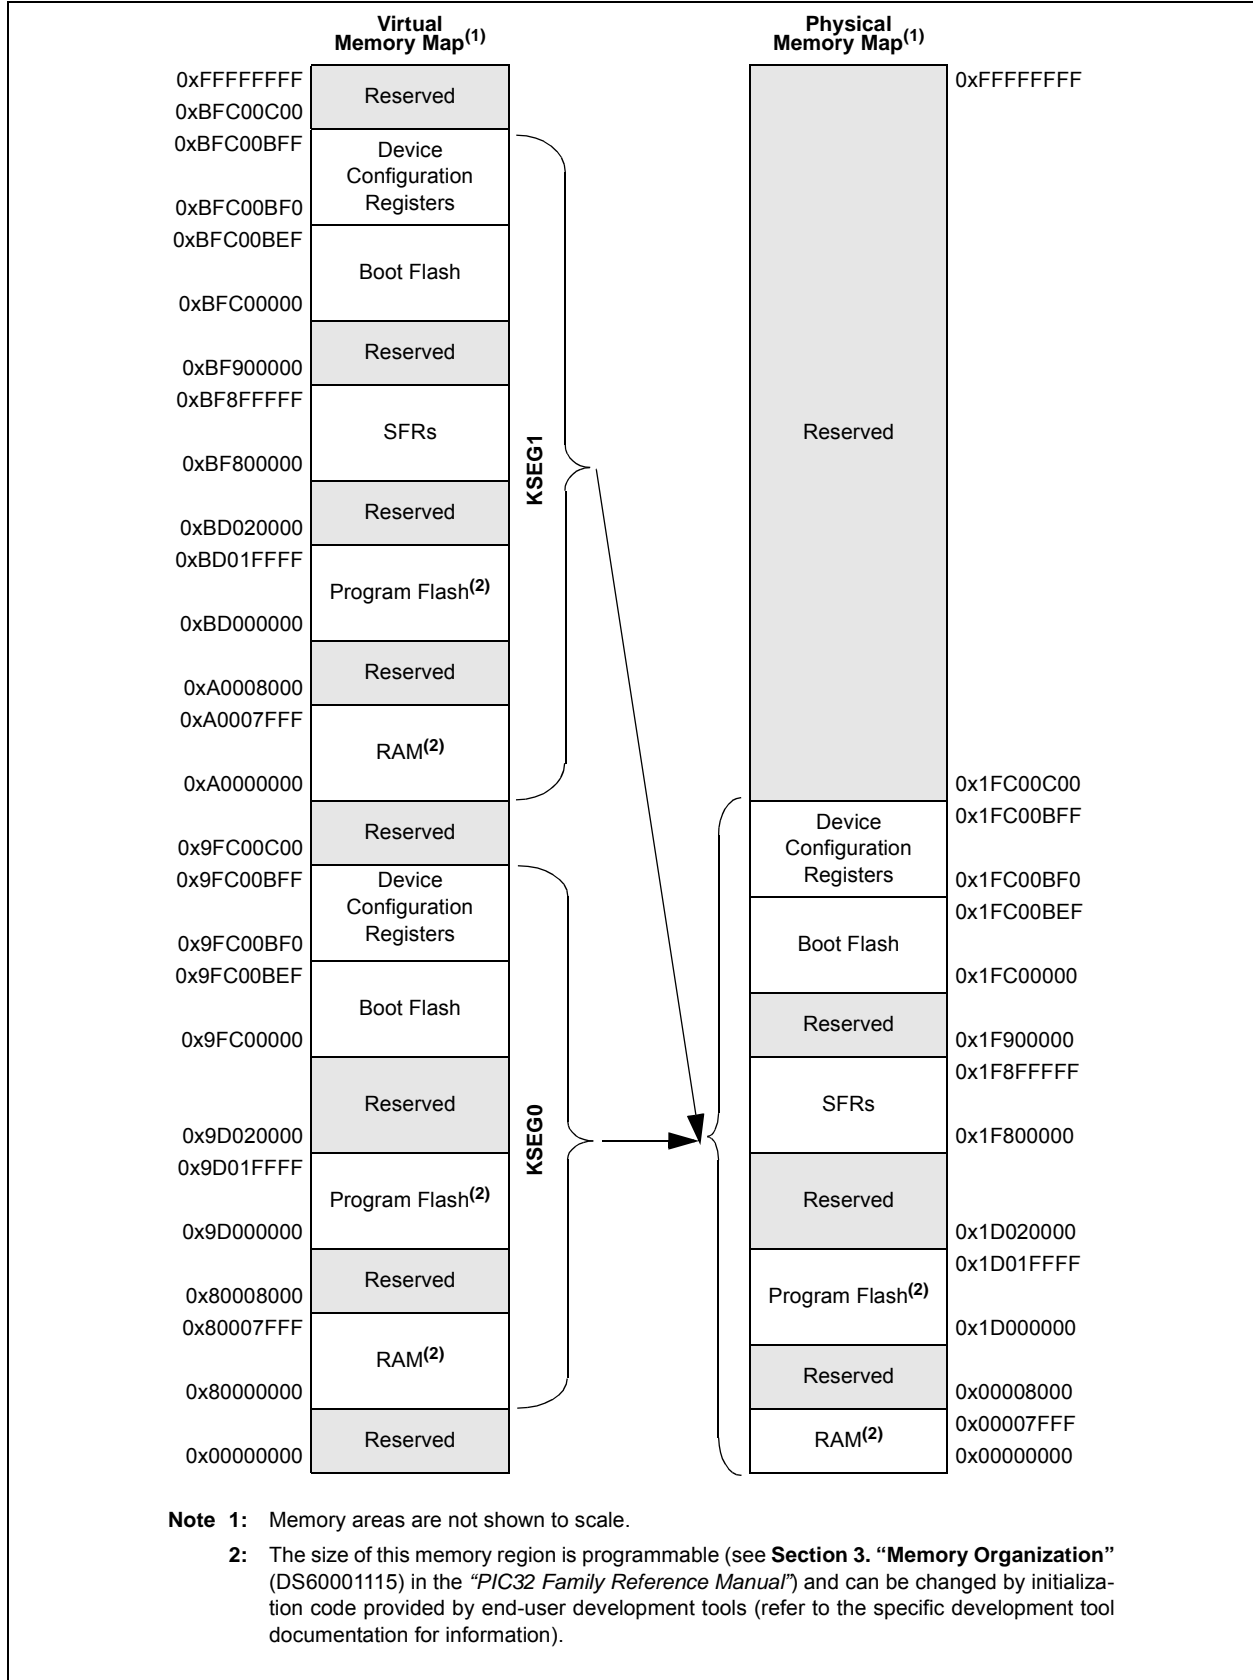 Virtual
Memory Map(1)
Physical
Memory Map(1)
0xFFFFFFFF
Reserved
0xBFC00C00
0xBFC00BFF
Device
Configuration
Registers
0xBFC00BF0
0xBFC00BEF
Boot Flash
0xBFC00000
Reserved
0xBF900000
0xBF8FFFFF
SFRs
0xBF800000
Reserved
0xBD020000
0xBD01FFFF
Program Flash(2)
0xBD000000
Reserved
0xA0008000
0xA0007FFF
RAM(2)
0xA0000000
Reserved
0x9FC00C00
0x9FC00BFF
Device
Configuration
Registers
0x9FC00BF0
0x9FC00BEF
Boot Flash
0x9FC00000
Reserved
0x9D020000
0x9D01FFFF
Program Flash(2)
0x9D000000
Reserved
0x80008000
0x80007FFF
RAM(2)
0x80000000
Reserved
0x00000000
KSEG1
KSEG0
0xFFFFFFFF
Reserved
0x1FC00C00
0x1FC00BFF
Device
Configuration
Registers
0x1FC00BF0
0x1FC00BEF
Boot Flash
0x1FC00000
Reserved
0x1F900000
0x1F8FFFFF
SFRs
0x1F800000
Reserved
0x1D020000
0x1D01FFFF
Program Flash(2)
0x1D000000
Reserved
0x00008000
0x00007FFF
RAM(2)
0x00000000
Note 1: Memory areas are not shown to scale.
2: The size of this memory region is programmable (see Section 3. “Memory Organization”
(DS60001115) in the “PIC32 Family Reference Manual”) and can be changed by initializa-
tion code provided by end-user development tools (refer to the specific development tool
documentation for information).